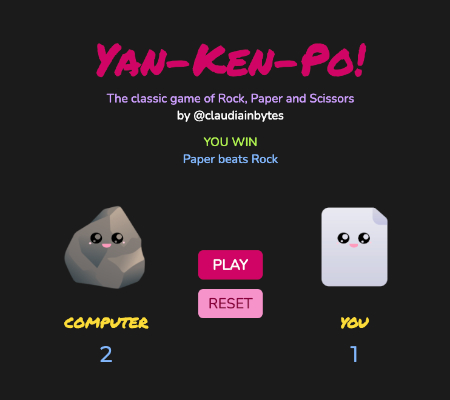 Yan-Ken-Po!
The classic game of Rock, Paper and Scissors
by @claudiainbytes
YOU WIN
Paper beats Rock
PLAY
RESET
COMPUTER
YOU
2
1